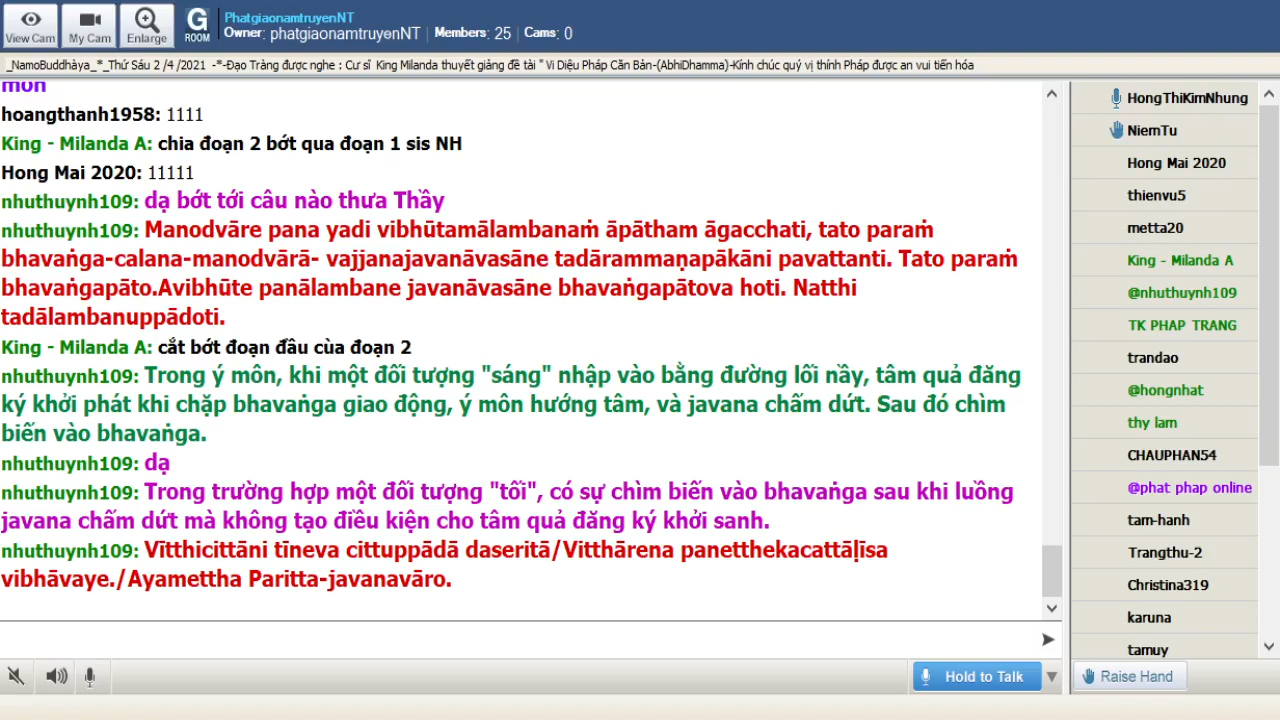 View Cam
My Cam
Enlarge
G
ROOM
PhatgiaonamtruyenNT
Owner: phatgiaonamtruyenNT | Members: 25 | Cams: 0
_NamoBuddhàya_*_Thứ Sáu 2 /4 /2021 -*-Đạo Tràng được nghe : Cư sĩ King Milanda thuyết giảng đề tài " Vi Diệu Pháp Căn Bản-(AbhiDhamma)-Kính chúc quý vị thính Pháp được an vui tiến hóa
môn
hoangthanh1958: 1111
King - Milanda A: chia đoạn 2 bớt qua đoạn 1 sis NH
Hong Mai 2020: 11111
nhuthuynh109: dạ bớt tới câu nào thưa Thầy
nhuthuynh109: Manodvāre pana yadi vibhūtamālambanaṁ āpātham āgacchati, tato paraṁ
bhavaṅga-calana-manodvārā- vajjanajavanāvasāne tadārammaṇapākāni pavattanti. Tato paraṁ
bhavaṅgapāto.Avibhūte panālambane javanāvasāne bhavaṅgapātova hoti. Natthi
tadālambanuppādoti.
King - Milanda A: cắt bớt đoạn đầu cùa đoạn 2
nhuthuynh109: Trong ý môn, khi một đối tượng "sáng" nhập vào bằng đường lối nầy, tâm quả đăng
ký khởi phát khi chặp bhavaṅga giao động, ý môn hướng tâm, và javana chấm dứt. Sau đó chìm
biến vào bhavaṅga.
nhuthuynh109: dạ
nhuthuynh109: Trong trường hợp một đối tượng "tối", có sự chìm biến vào bhavaṅga sau khi luồng
javana chấm dứt mà không tạo điều kiện cho tâm quả đăng ký khởi sanh.
nhuthuynh109: Vītthicittāni tīneva cittuppādā daseritā/Vitthārena panetthekacattāḷisa
vibhāvaye./Ayamettha Paritta-javanavāro.
Hold to Talk
HongThiKimNhung
NiemTu
Hong Mai 2020
thienvu5
metta20
King - Milanda A
@nhuthuynh109
TK PHAP TRANG
trandao
@hongnhat
thy lam
CHAUPHAN54
@phat phap online
tam-hanh
Trangthu-2
Christina319
karuna
tamuy
Raise Hand